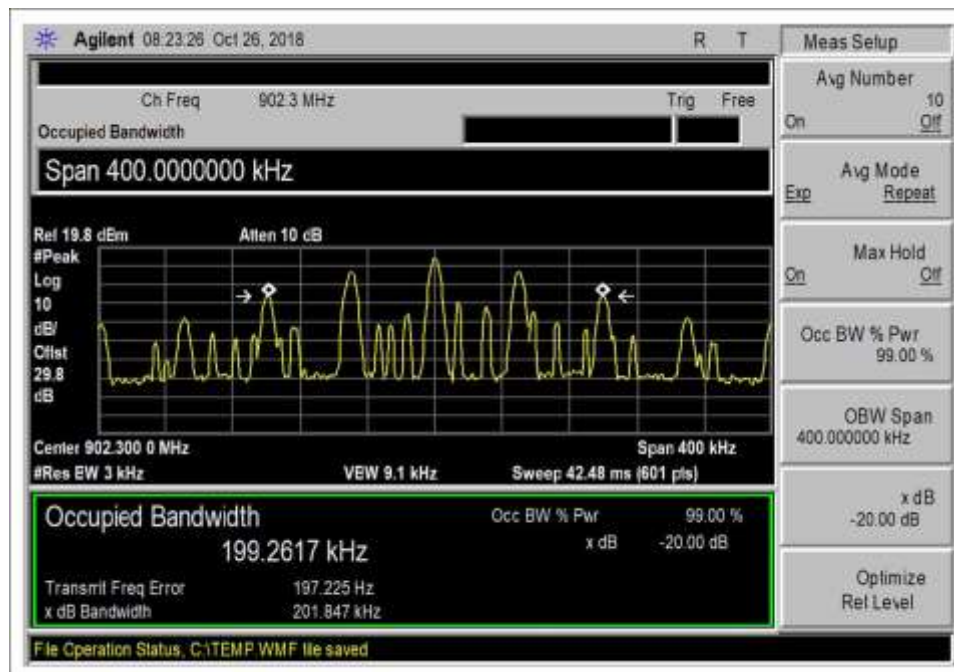 Agilent 08:23:26 Oct 26, 2018 R T
Ch Freq 902.3 MHz Trig Free
Occupied Bandwidth
Span 400.0000000 kHz
Ref 19.8 dBm Atten 10 dB
#Peak
Log
10
dB/
Offst
29.8
dB
Center 902.300 0 MHz Span 400 kHz
#Res BW 3 kHz VBW 9.1 kHz Sweep 42.48 ms (601 pts)
Occupied Bandwidth Occ BW % Pwr 99.00 %
199.2617 kHz x dB -20.00 dB
Transmit Freq Error 197.225 Hz
x dB Bandwidth 201.847 kHz
File Operation Status, C:\TEMP.WMF file saved
Meas Setup
Avg Number
10
On Off
Avg Mode
Exp Repeat
Max Hold
On Off
Occ BW % Pwr
99.00 %
OBW Span
400.000000 kHz
x dB
-20.00 dB
Optimize
Ref Level